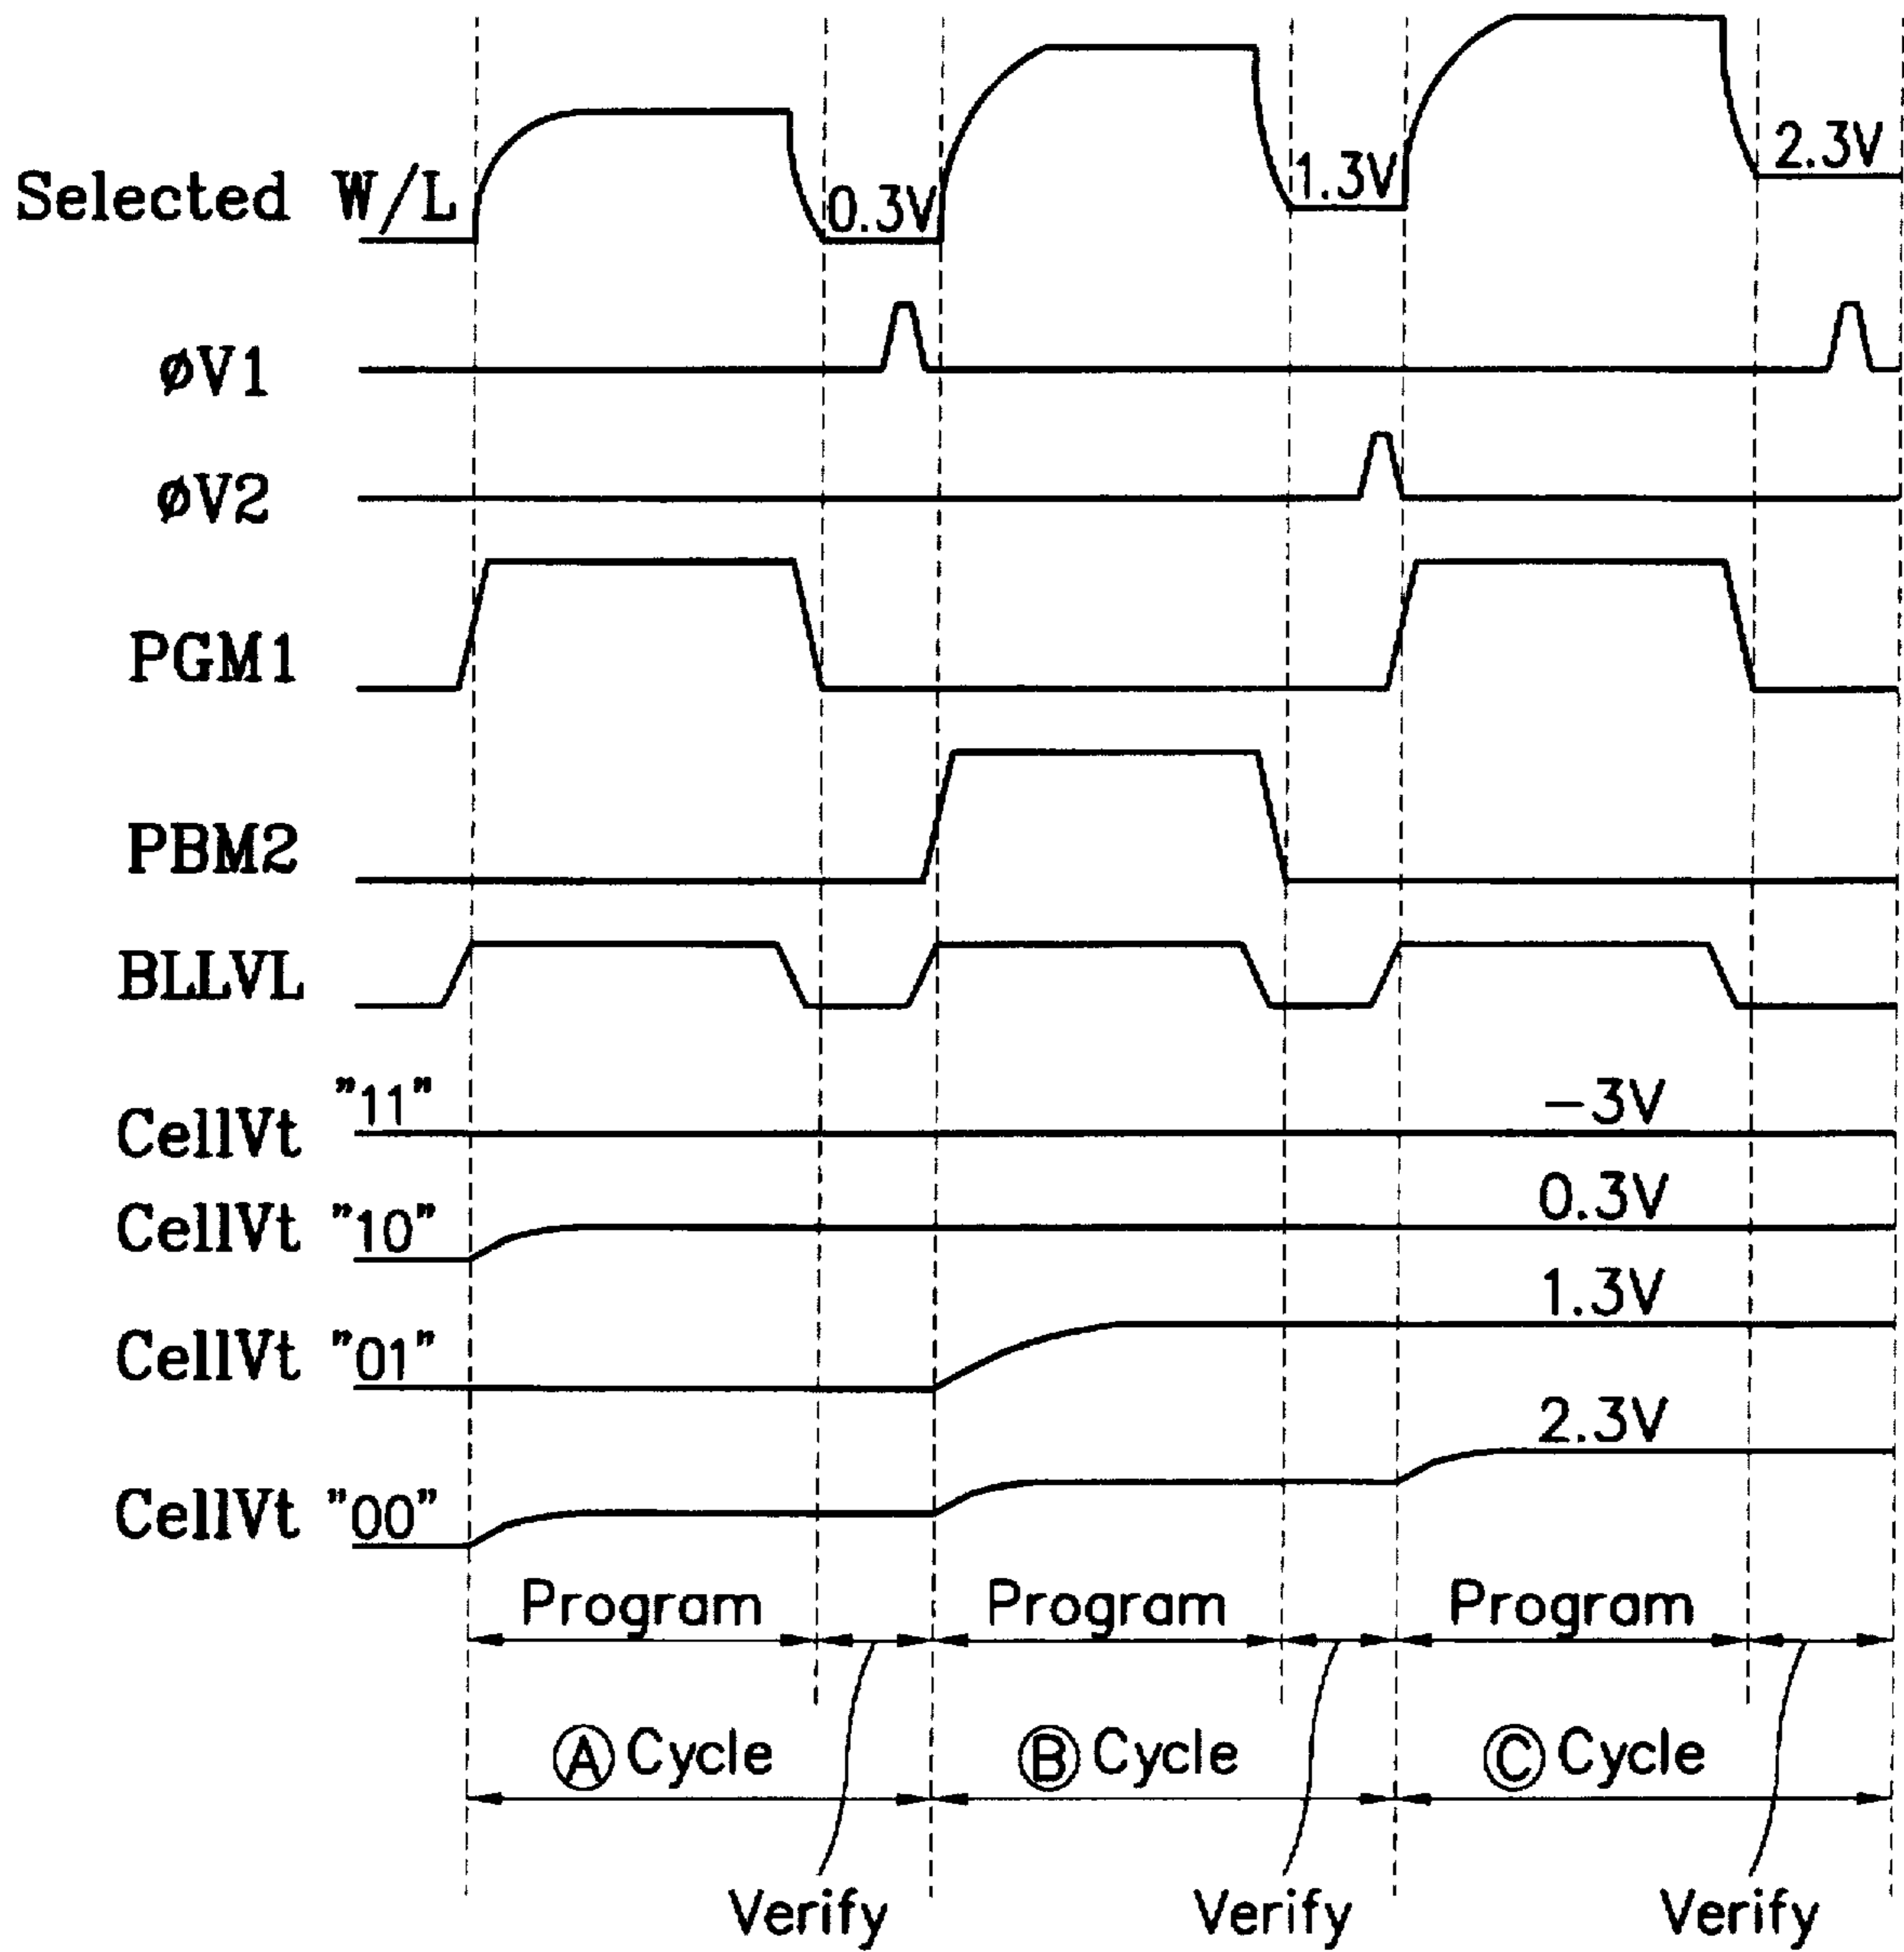 2.3V
1.3V
Selected W/L
0.3V
øV1
øV2
PGM1
PBM2
BLLVL
CellVt "11"
-3V
CellVt "10"
0.3V
1.3V
CellVt "01"
2.3V
CellVt "00"
Program Program Program
Ⓐ Cycle Ⓑ Cycle Ⓒ Cycle
Verify Verify Verify